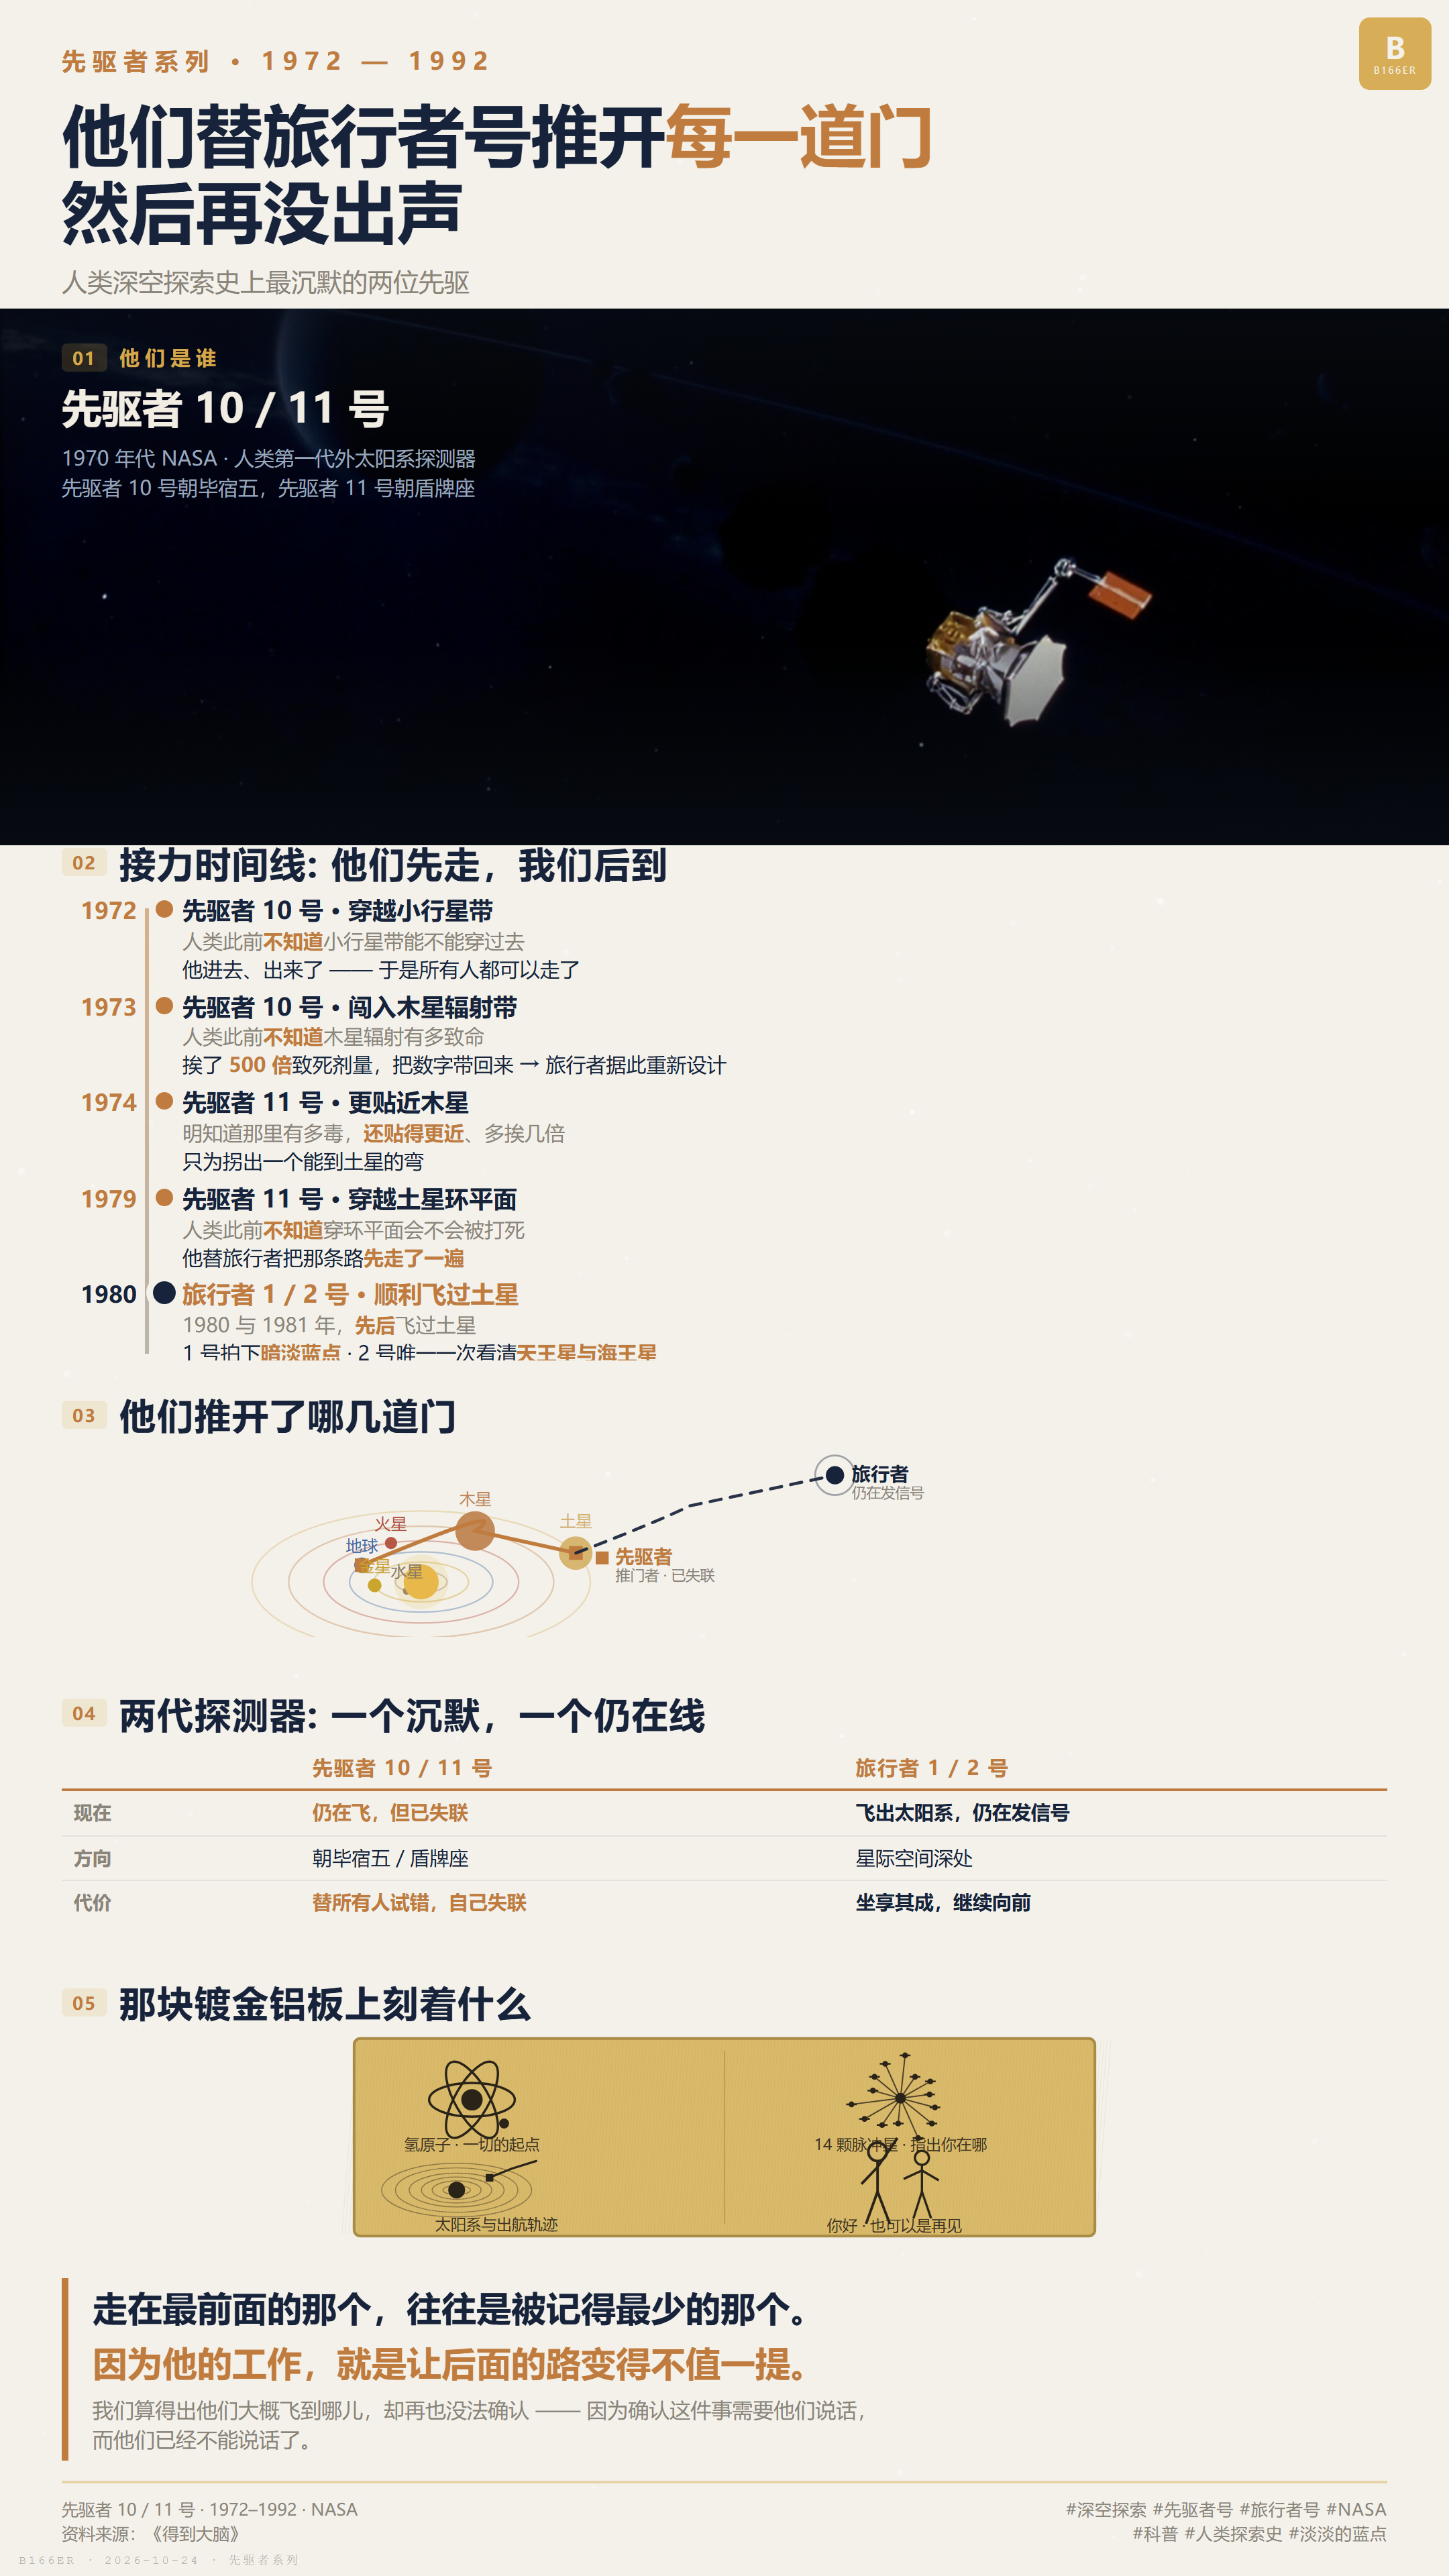 先驱者系列 • 1972 — 1992
B
B166ER
他们替旅行者号推开每一道门
然后再没出声
人类深空探索史上最沉默的两位先驱
01 他们是谁
先驱者 10 / 11 号
1970 年代 NASA · 人类第一代外太阳系探测器
先驱者 10 号朝毕宿五，先驱者 11 号朝盾牌座
02 接力时间线: 他们先走，我们后到
1972 先驱者 10 号 • 穿越小行星带
人类此前不知道小行星带能不能穿过去
他进去、出来了 —— 于是所有人都可以走了
1973 先驱者 10 号 • 闯入木星辐射带
人类此前不知道木星辐射有多致命
挨了 500 倍致死剂量，把数字带回来 → 旅行者据此重新设计
1974 先驱者 11 号 • 更贴近木星
明知道那里有多毒，还贴得更近、多挨几倍
只为拐出一个能到土星的弯
1979 先驱者 11 号 • 穿越土星环平面
人类此前不知道穿环平面会不会被打死
他替旅行者把那条路先走了一遍
1980 旅行者 1 / 2 号 • 顺利飞过土星
1980 与 1981 年，先后飞过土星
1 号拍下暗淡蓝点 · 2 号唯一一次看清天王星与海王星
03 他们推开了哪几道门
旅行者
仍在发信号
木星
土星
火星
地球
金星
水星
先驱者
推门者 · 已失联
04 两代探测器: 一个沉默，一个仍在线
先驱者 10 / 11 号 旅行者 1 / 2 号
现在 仍在飞，但已失联 飞出太阳系，仍在发信号
方向 朝毕宿五 / 盾牌座 星际空间深处
代价 替所有人试错，自己失联 坐享其成，继续向前
05 那块镀金铝板上刻着什么
氢原子 · 一切的起点
14 颗脉冲星 · 指出你在哪
太阳系与出航轨迹
你好 · 也可以是再见
走在最前面的那个，往往是被记得最少的那个。
因为他的工作，就是让后面的路变得不值一提。
我们算得出他们大概飞到哪儿，却再也没法确认 —— 因为确认这件事需要他们说话，
而他们已经不能说话了。
先驱者 10 / 11 号 · 1972–1992 · NASA
资料来源：《得到大脑》
#深空探索 #先驱者号 #旅行者号 #NASA
#科普 #人类探索史 #淡淡的蓝点
B166ER · 2026-10-24 · 先驱者系列